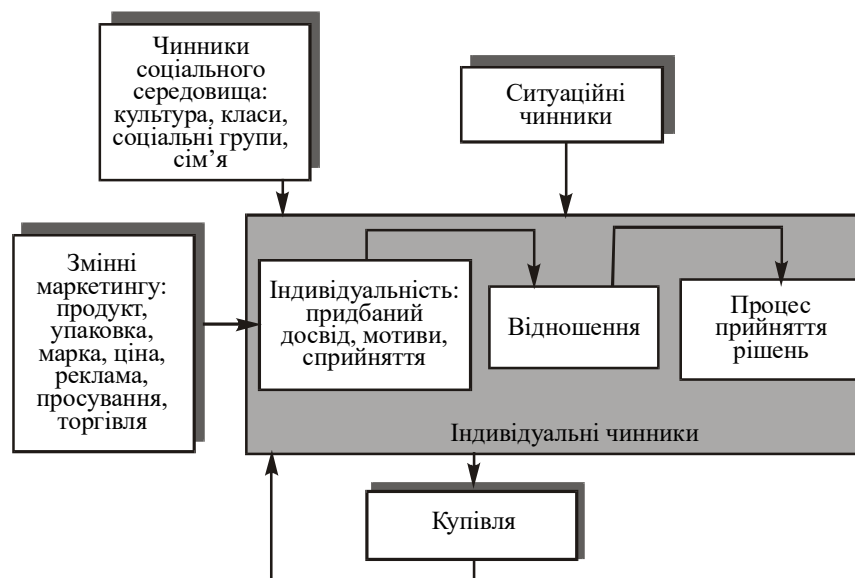 Чинники
соціального
середовища:
культура, класи,
соціальні групи,
сім’я
Ситуаційні
чинники
Змінні
маркетингу:
продукт,
упаковка,
марка, ціна,
реклама,
просування,
торгівля
Індивідуальність:
придбаний
досвід, мотиви,
сприйняття
Відношення
Процес
прийняття
рішень
Індивідуальні чинники
Купівля